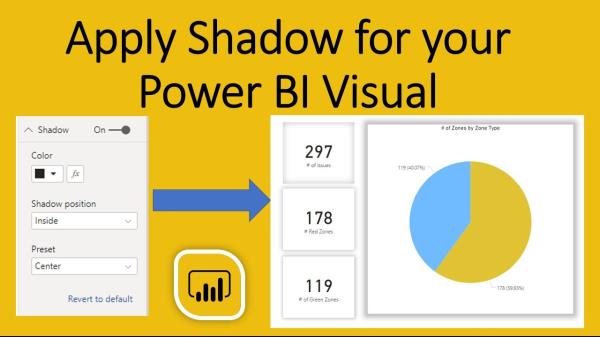 Apply Shadow for your
Power BI Visual
Shadow On
Color
fx
Shadow position
Inside
Preset
Center
Revert to default
297
# of Issues
178
# Red Zones
119
# of Green Zones
# of Zones by Zone Type
119 (40.07%)
178 (59.93%)